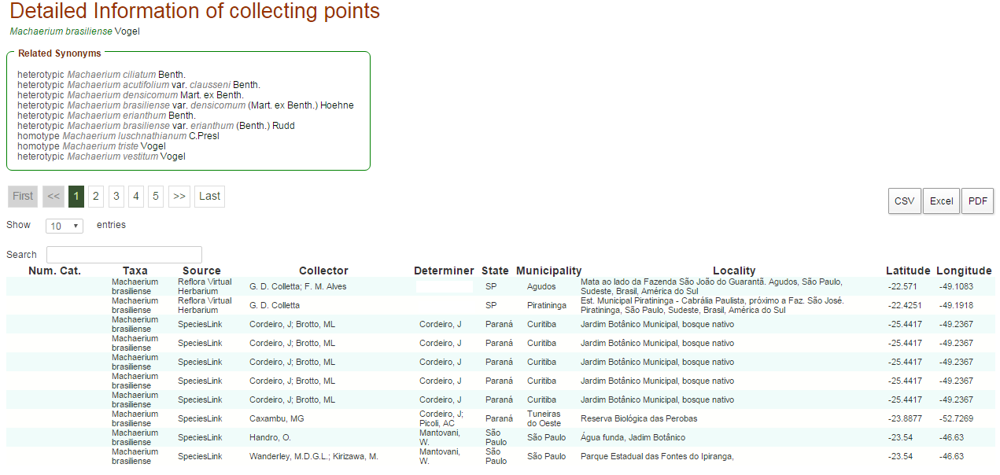 Detailed Information of collecting points
Machaerium brasiliense Vogel
Related Synonyms
heterotypic Machaerium ciliatum Benth.
heterotypic Machaerium acutifolium var. clausseni Benth.
heterotypic Machaerium densicomum Mart. ex Benth.
heterotypic Machaerium brasiliense var. densicomum (Mart. ex Benth.) Hoehne
heterotypic Machaerium erianthum Benth.
heterotypic Machaerium brasiliense var. erianthum (Benth.) Rudd
homotype Machaerium luschnathianum C.Presl
homotype Machaerium triste Vogel
heterotypic Machaerium vestitum Vogel
First << 1 2 3 4 5 >> Last CSV Excel PDF
Show 10 entries
Search
Num. Cat. Taxa Source Collector Determiner State Municipality Locality Latitude Longitude
Machaerium brasiliense Reflora Virtual Herbarium G. D. Colletta; F. M. Alves SP Agudos Mata ao lado da Fazenda São João do Guarantã. Agudos, São Paulo, Sudeste, Brasil, América do Sul -22.571 -49.1083
Machaerium brasiliense Reflora Virtual Herbarium G. D. Colletta SP Piratininga Est. Municipal Piratininga - Cabrália Paulista, próximo a Faz. São José. Piratininga, São Paulo, Sudeste, Brasil, América do Sul -22.4251 -49.1918
Machaerium brasiliense SpeciesLink Cordeiro, J; Brotto, ML Cordeiro, J Paraná Curitiba Jardim Botânico Municipal, bosque nativo -25.4417 -49.2367
Machaerium brasiliense SpeciesLink Cordeiro, J; Brotto, ML Cordeiro, J Paraná Curitiba Jardim Botânico Municipal, bosque nativo -25.4417 -49.2367
Machaerium brasiliense SpeciesLink Cordeiro, J; Brotto, ML Cordeiro, J Paraná Curitiba Jardim Botânico Municipal, bosque nativo -25.4417 -49.2367
Machaerium brasiliense SpeciesLink Cordeiro, J; Brotto, ML Cordeiro, J Paraná Curitiba Jardim Botânico Municipal, bosque nativo -25.4417 -49.2367
Machaerium brasiliense SpeciesLink Cordeiro, J; Brotto, ML Cordeiro, J Paraná Curitiba Jardim Botânico Municipal, bosque nativo -25.4417 -49.2367
Machaerium brasiliense SpeciesLink Caxambu, MG Cordeiro, J; Picoli, AC Paraná Tuneiras do Oeste Reserva Biológica das Perobas -23.8877 -52.7269
Machaerium brasiliense SpeciesLink Handro, O. Mantovani, W. São Paulo São Paulo Água funda, Jadim Botânico -23.54 -46.63
Machaerium brasiliense SpeciesLink Wanderley, M.D.G.L.; Kirizawa, M. Mantovani, W. São Paulo São Paulo Parque Estadual das Fontes do Ipiranga, -23.54 -46.63